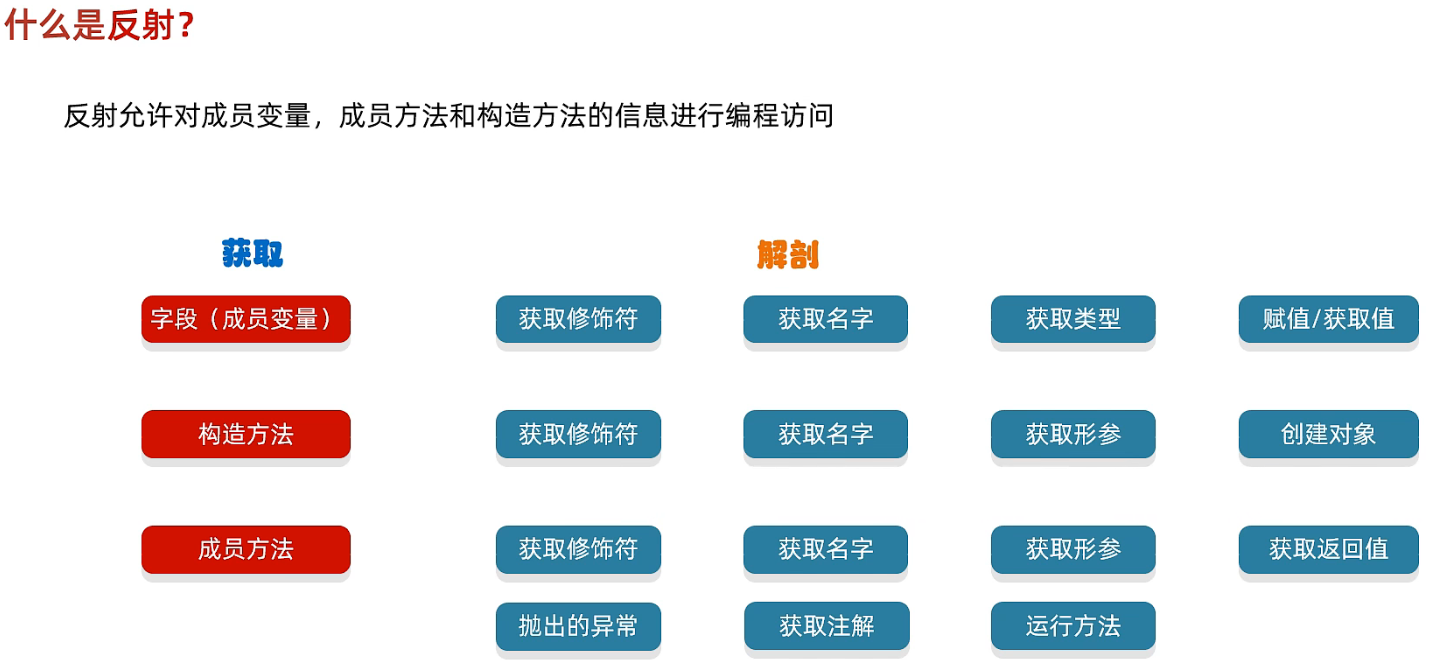 什么是反射？
反射允许对成员变量，成员方法和构造方法的信息进行编程访问
获取 解剖
字段（成员变量） 获取修饰符 获取名字 获取类型 赋值/获取值
构造方法 获取修饰符 获取名字 获取形参 创建对象
成员方法 获取修饰符 获取名字 获取形参 获取返回值
抛出的异常 获取注解 运行方法